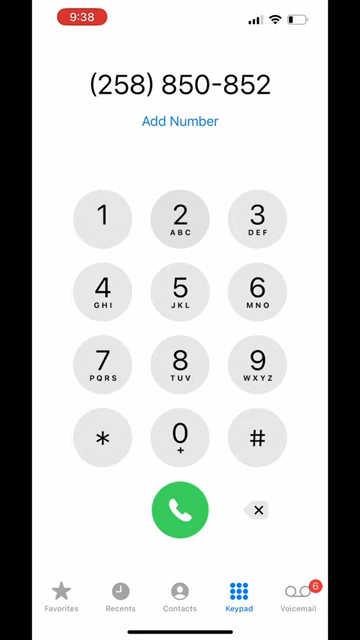 9:38
(258) 850-852
Add Number
1
2
ABC
3
DEF
4
GHI
5
JKL
6
MNO
7
PQRS
8
TUV
9
WXYZ
*
0
+
#
6
Favorites
Recents
Contacts
Keypad
Voicemail